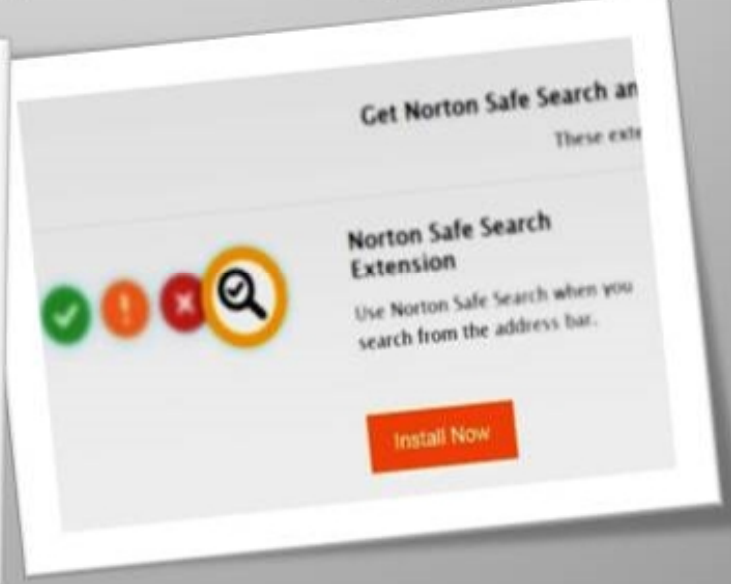 Get Norton Safe Search an
These exte
Norton Safe Search
Extension
Use Norton Safe Search when you
search from the address bar.
Install Now